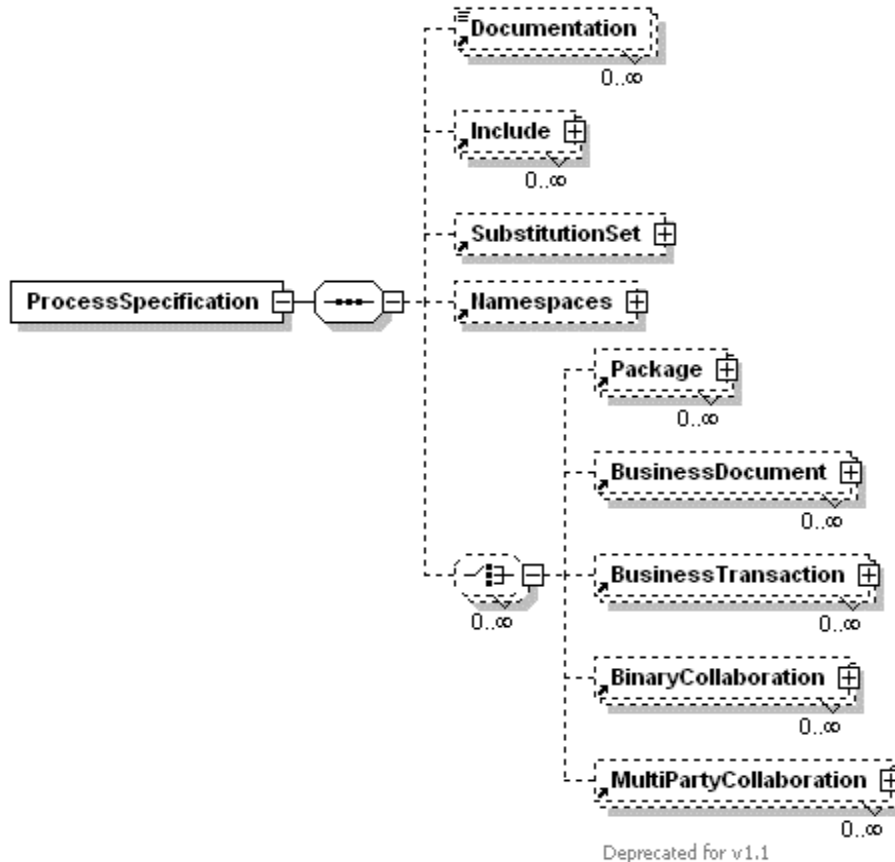 Documentation
0..∞
Include
0..∞
SubstitutionSet
ProcessSpecification
Namespaces
Package
0..∞
BusinessDocument
0..∞
BusinessTransaction
0..∞
0..∞
BinaryCollaboration
0..∞
MultiPartyCollaboration
0..∞
Deprecated for v1.1